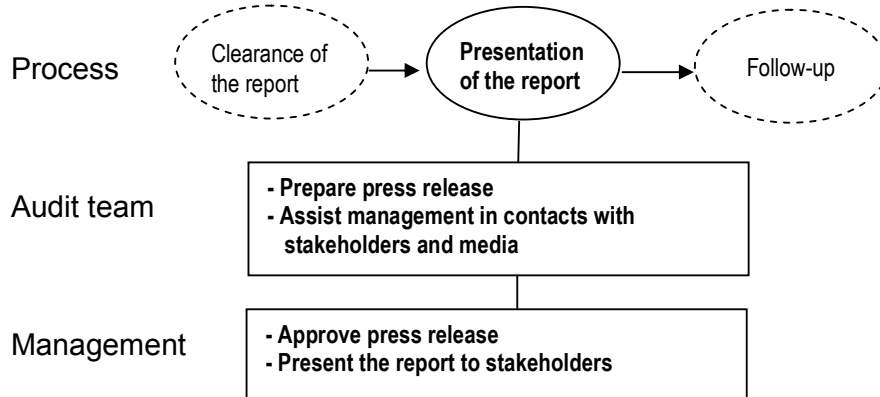 Process
Clearance of
the report
Presentation
of the report
Follow-up
Audit team
- Prepare press release
- Assist management in contacts with
stakeholders and media
Management
- Approve press release
- Present the report to stakeholders